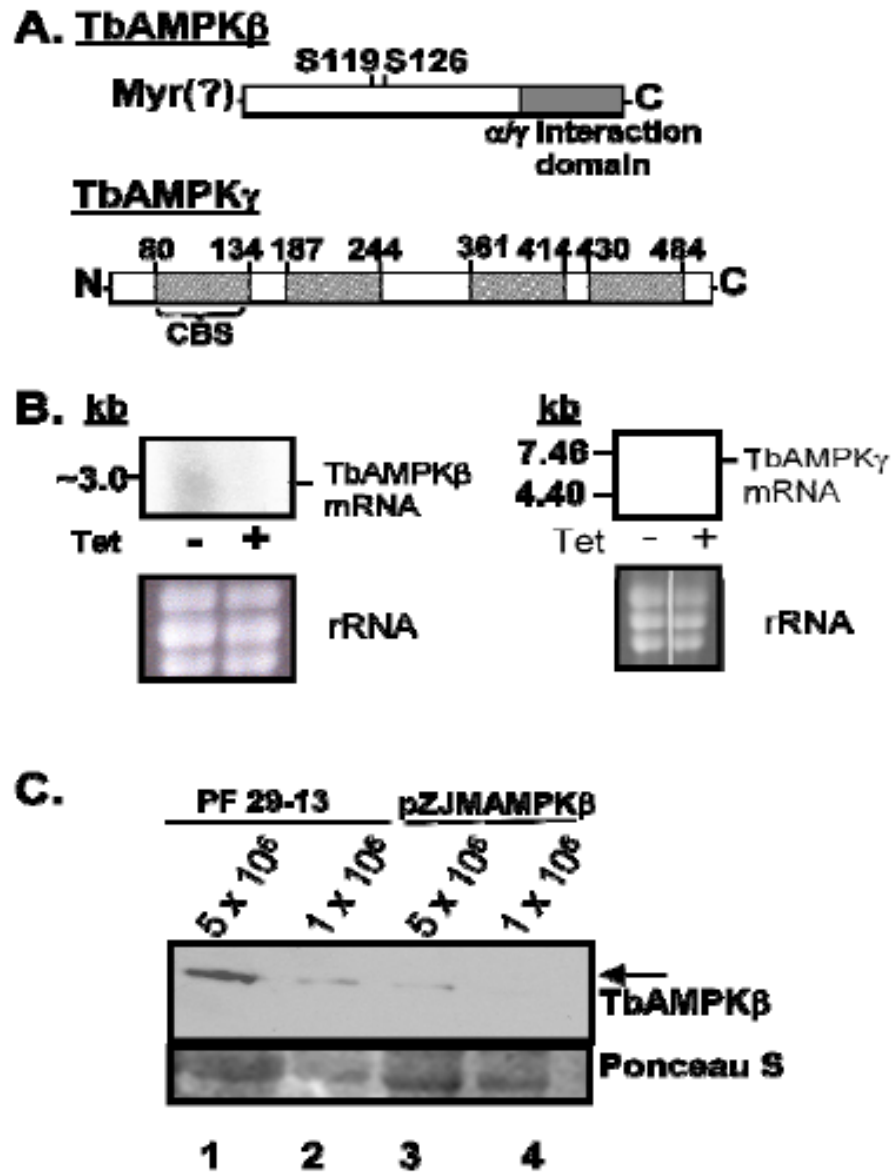 A. TbAMPKβ
S119 S126
Myr(?) C
α/γ Interaction
domain
TbAMPKγ
80 134 187 244 361 414 430 484
N C
CBS
B. kb kb
~3.0 TbAMPKβ
mRNA
7.46 TbAMPKγ
4.40 mRNA
Tet - + Tet - +
rRNA rRNA
C.
PF 29-13 pZJMAMPKβ
5 x 10⁶ 1 x 10⁶ 5 x 10⁶ 1 x 10⁶
TbAMPKβ
Ponceau S
1 2 3 4